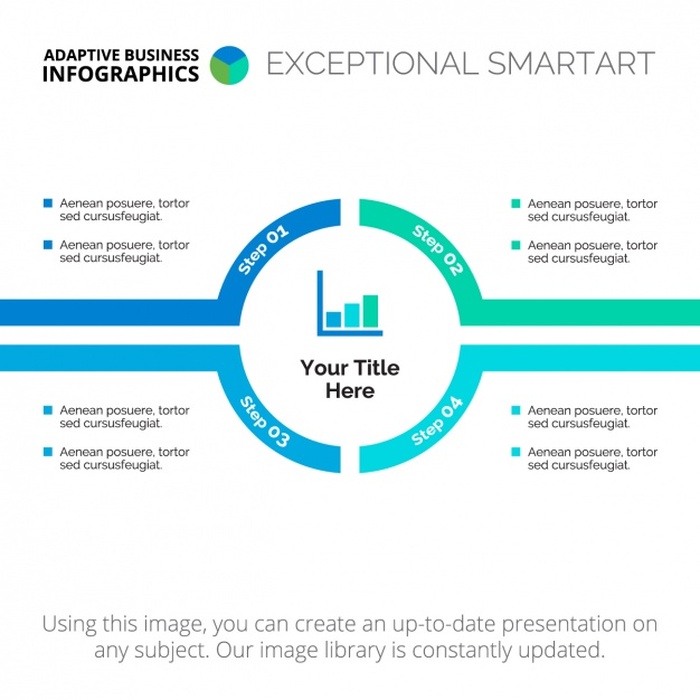 ADAPTIVE BUSINESS
INFOGRAPHICS
EXCEPTIONAL SMARTART
Aenean posuere, tortor
sed cursusfeugiat.
Aenean posuere, tortor
sed cursusfeugiat.
Step 01
Step 02
Aenean posuere, tortor
sed cursusfeugiat.
Aenean posuere, tortor
sed cursusfeugiat.
Your Title
Here
Aenean posuere, tortor
sed cursusfeugiat.
Aenean posuere, tortor
sed cursusfeugiat.
Step 03
Step 04
Aenean posuere, tortor
sed cursusfeugiat.
Aenean posuere, tortor
sed cursusfeugiat.
Using this image, you can create an up-to-date presentation on
any subject. Our image library is constantly updated.